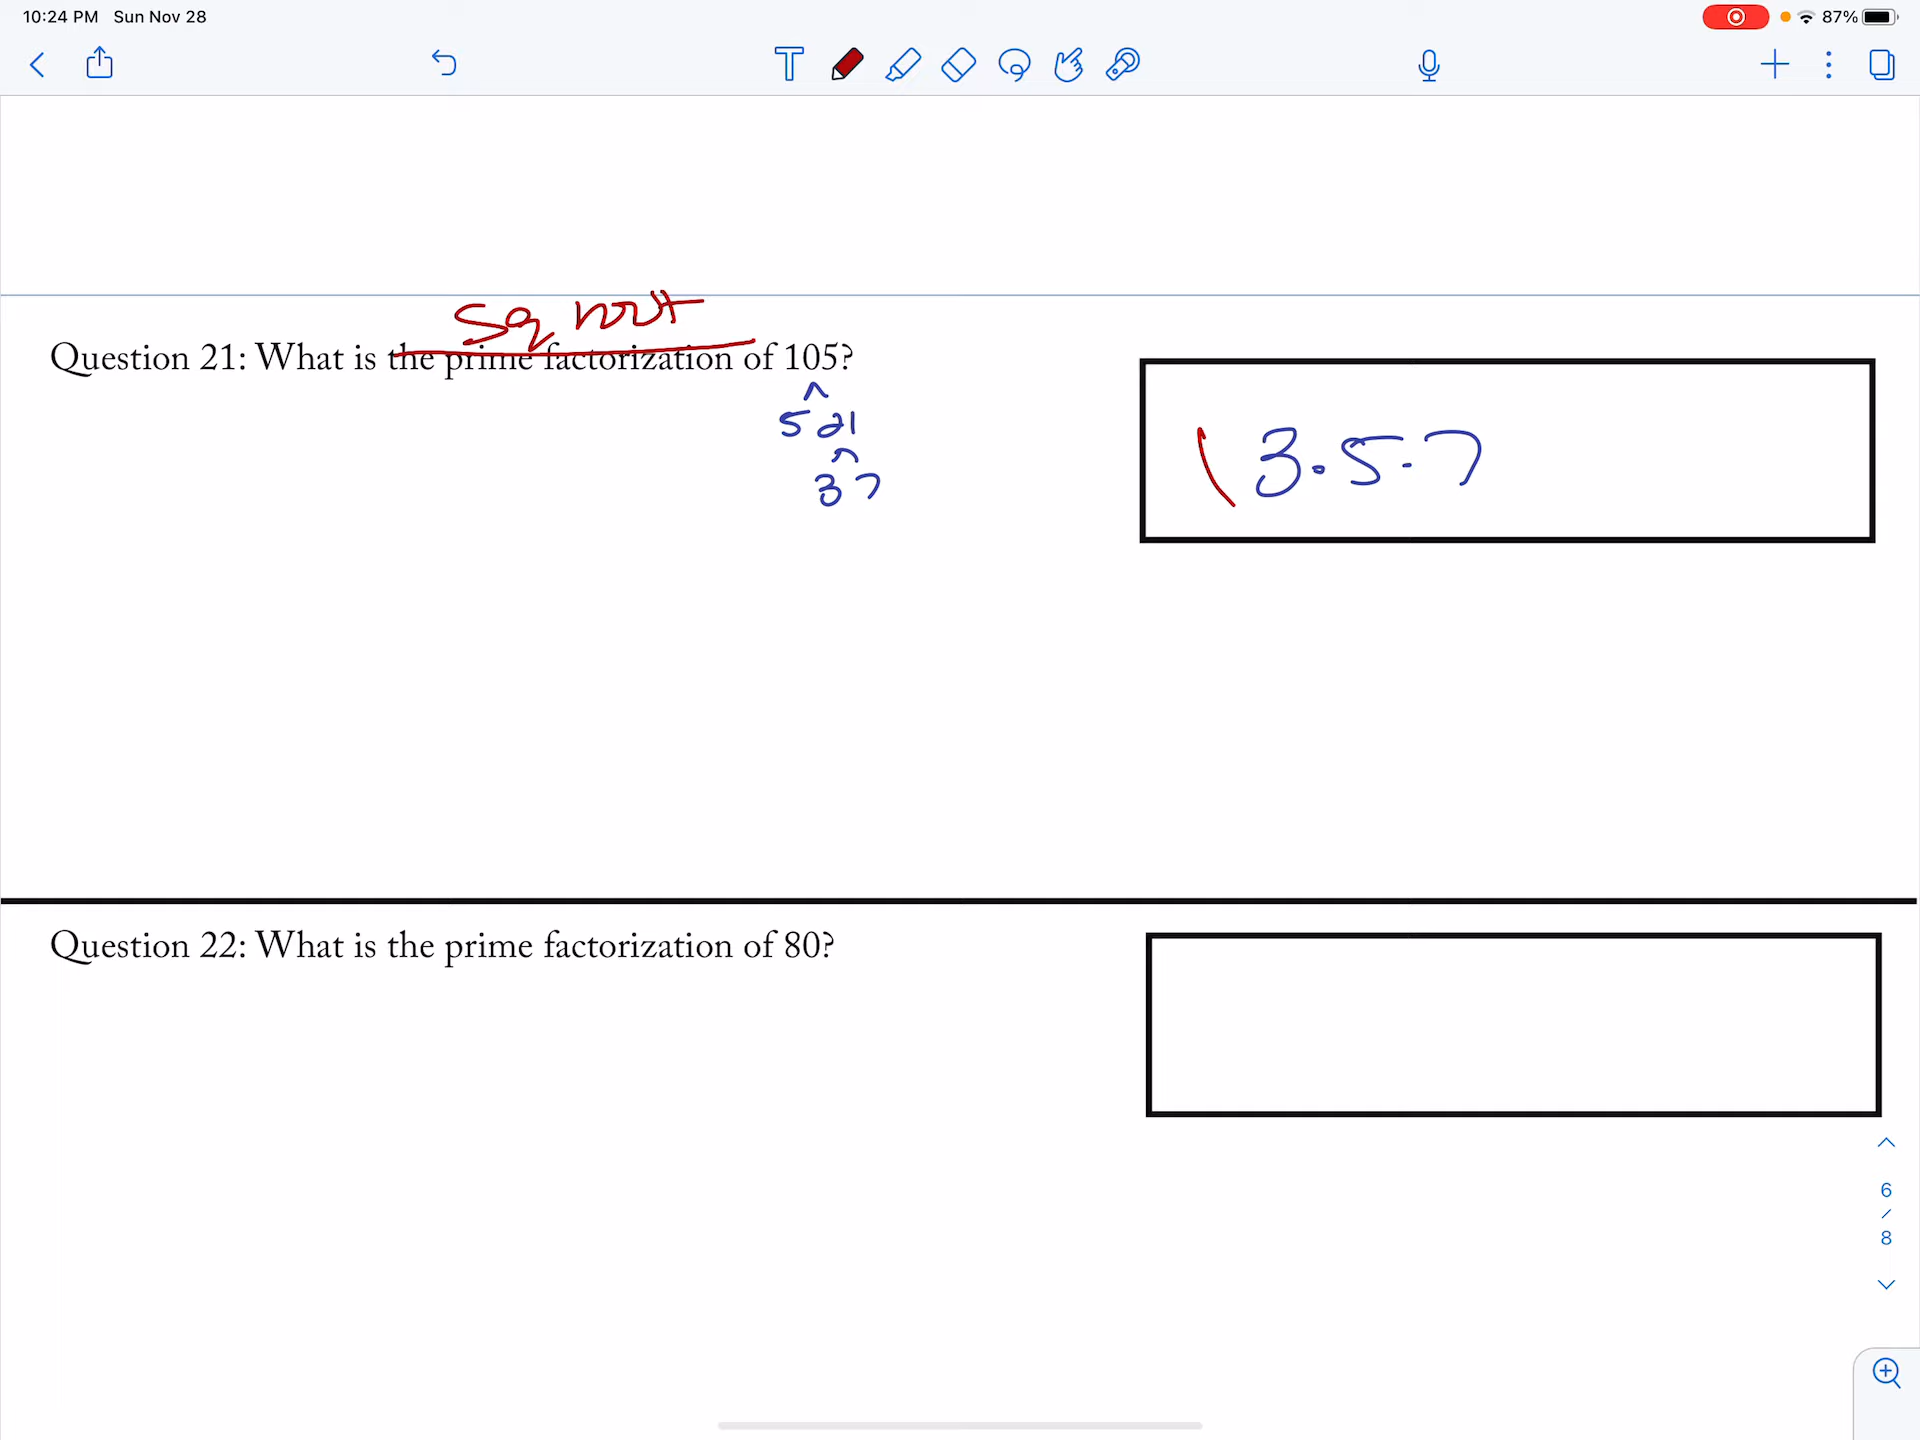 10:24 PM Sun Nov 28
87%
T
Sq root
Question 21: What is the prime factorization of 105?
5 21
3 7
3 · 5 · 7
Question 22: What is the prime factorization of 80?
6
/
8